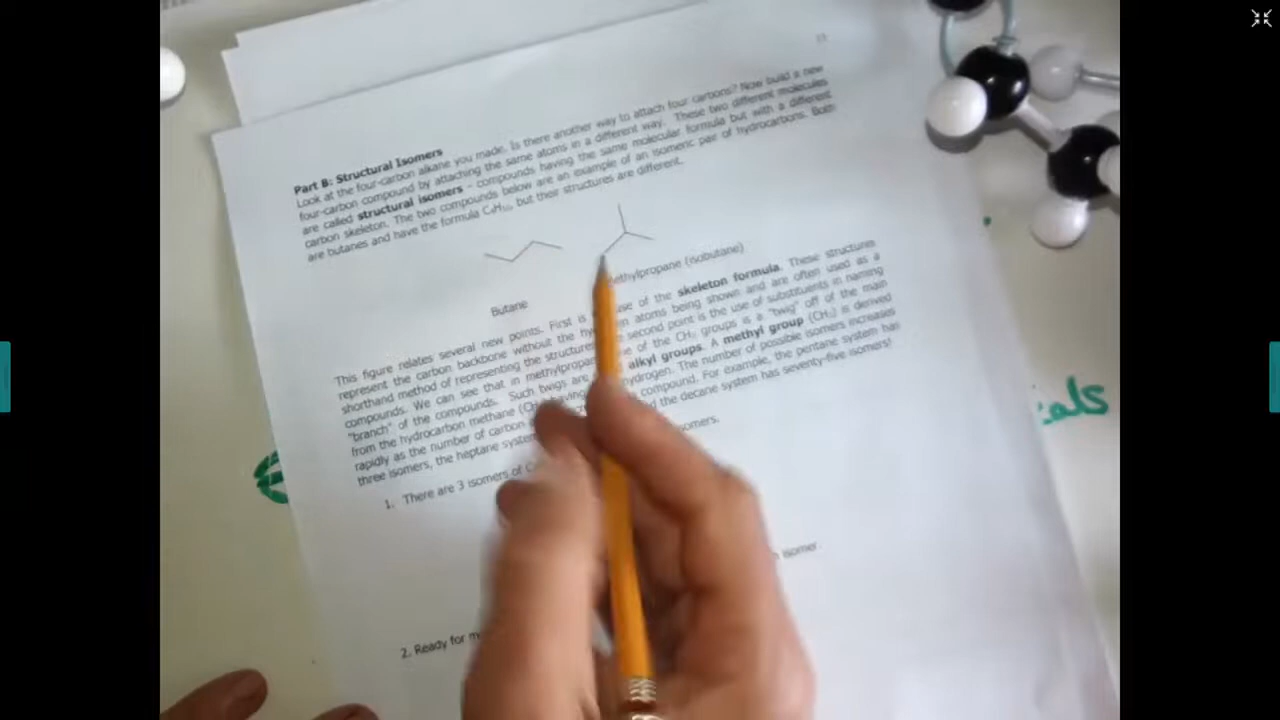 Part B: Structural Isomers
Look at the four-carbon alkane you made. Is there another way to attach four carbons? Now build a new
four-carbon compound by attaching the same atoms in a different way. These two different molecules
are called structural isomers - compounds having the same molecular formula but with a different
carbon skeleton. The two compounds below are an example of an isomeric pair of hydrocarbons. Both
are butanes and have the formula C₄H₁₀, but their structures are different.
ethylpropane (isobutane)
Butane
This figure relates several new points. First is use of the skeleton formula. These structures
represent the carbon backbone without the atoms being shown and are often used as a
shorthand method of representing the structures. second point is the use of substituents in naming
compounds. We can see that in methylpropa of the CH₃ groups is a "twig" off of the main
"branch" of the compounds. Such twigs are alkyl groups. A methyl group (CH₃) is derived
from the hydrocarbon methane hydrogen. The number of possible isomers increases
rapidly as the number of carbon compound. For example, the pentane system has
three isomers, the heptane system the decane system has seventy-five isomers!
1. There are 3 isomers of somers.
isomer.
2. Ready for
als